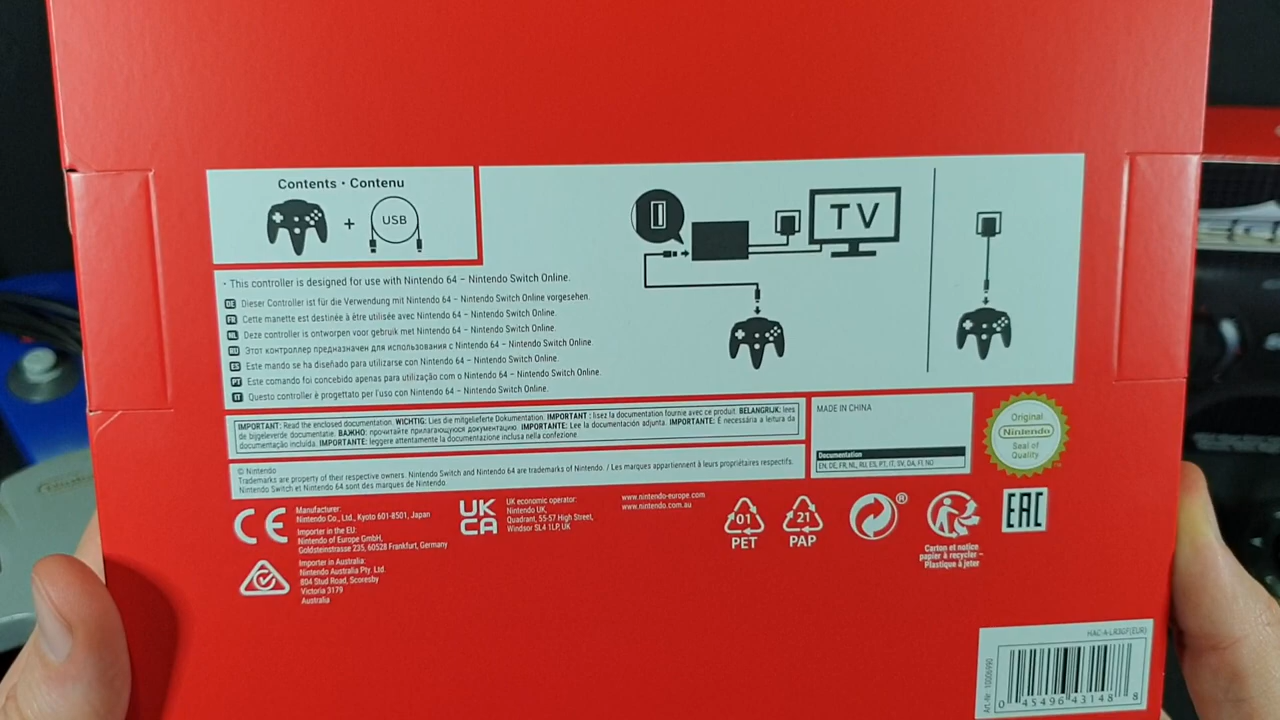 Contents • Contenu
+
USB
TV
• This controller is designed for use with Nintendo 64 – Nintendo Switch Online.
DE Dieser Controller ist für die Verwendung mit Nintendo 64 – Nintendo Switch Online vorgesehen.
FR Cette manette est destinée à être utilisée avec Nintendo 64 – Nintendo Switch Online.
NL Deze controller is ontworpen voor gebruik met Nintendo 64 – Nintendo Switch Online.
RU Этот контроллер предназначен для использования с Nintendo 64 – Nintendo Switch Online.
ES Este mando se ha diseñado para utilizarse con Nintendo 64 – Nintendo Switch Online.
PT Este comando foi concebido apenas para utilização com o Nintendo 64 – Nintendo Switch Online.
IT Questo controller è progettato per l'uso con Nintendo 64 – Nintendo Switch Online.
IMPORTANT: Read the enclosed documentation. WICHTIG: Lies die mitgelieferte Dokumentation. IMPORTANT : lisez la documentation fournie avec ce produit. BELANGRIJK: lees
de bijgeleverde documentatie. ВАЖНО: прочитайте прилагающуюся документацию. IMPORTANTE: Lee la documentación adjunta. IMPORTANTE: É necessária a leitura da
documentação incluída. IMPORTANTE: leggere attentamente la documentazione inclusa nella confezione.
© Nintendo
Trademarks are property of their respective owners. Nintendo Switch and Nintendo 64 are trademarks of Nintendo. / Les marques appartiennent à leurs propriétaires respectifs.
Nintendo Switch et Nintendo 64 sont des marques de Nintendo.
MADE IN CHINA
Documentation
EN, DE, FR, NL, RU, ES, PT, IT, SV, DA, FI, NO
Original
Nintendo
Seal of
Quality
CE
Manufacturer:
Nintendo Co., Ltd., Kyoto 601-8501, Japan
Importer in the EU:
Nintendo of Europe GmbH,
Goldsteinstrasse 235, 60528 Frankfurt, Germany
Importer in Australia:
Nintendo Australia Pty. Ltd.
804 Stud Road, Scoresby
Victoria 3179
Australia
UK
CA
UK economic operator:
Nintendo UK,
Quadrant, 55-57 High Street,
Windsor SL4 1LP, UK
www.nintendo-europe.com
www.nintendo.com.au
01
PET
21
PAP
®
Carton et notice
papier à recycler –
Plastique à jeter
EAC
HAC-A-LR3GF(EUR)
Art.-Nr. 10006990
0 45496 43148 8